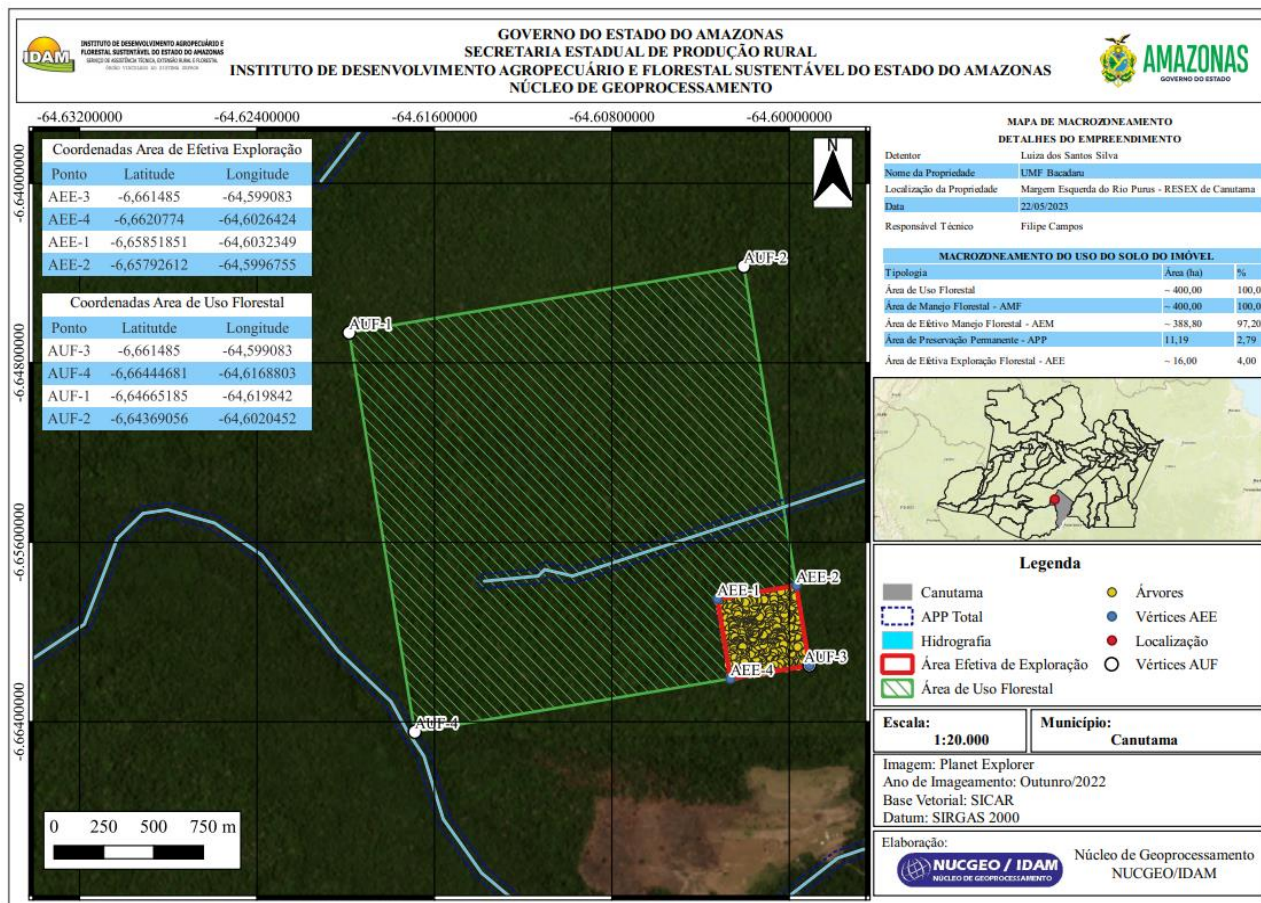 GOVERNO DO ESTADO DO AMAZONAS
SECRETARIA ESTADUAL DE PRODUÇÃO RURAL
INSTITUTO DE DESENVOLVIMENTO AGROPECUÁRIO E FLORESTAL SUSTENTÁVEL DO ESTADO DO AMAZONAS
NÚCLEO DE GEOPROCESSAMENTO
IDAM
INSTITUTO DE DESENVOLVIMENTO AGROPECUÁRIO E
FLORESTAL SUSTENTÁVEL DO ESTADO DO AMAZONAS
SERVIÇO DE ASSISTÊNCIA TÉCNICA, EXTENSÃO RURAL E FLORESTAL
AMAZONAS
GOVERNO DO ESTADO
-64.63200000 -64.62400000 -64.61600000 -64.60800000 -64.60000000
-6.64000000
-6.64800000
-6.65600000
-6.66400000
Coordenadas Area de Efetiva Exploração
Ponto Latitude Longitude
AEE-3 -6,661485 -64,599083
AEE-4 -6,6620774 -64,6026424
AEE-1 -6,65851851 -64,6032349
AEE-2 -6,65792612 -64,5996755
Coordenadas Area de Uso Florestal
Ponto Latitutde Longitude
AUF-3 -6,661485 -64,599083
AUF-4 -6,66444681 -64,6168803
AUF-1 -6,64665185 -64,619842
AUF-2 -6,64369056 -64,6020452
N
AUF-2
AUF-1
AEE-2
AEE-1
AUF-3
AEE-4
AUF-4
0 250 500 750 m
MAPA DE MACROZONEAMENTO
DETALHES DO EMPREENDIMENTO
Detentor Luiza dos Santos Silva
Nome da Propriedade UMF Bacadaru
Localização da Propriedade Margem Esquerda do Rio Purus - RESEX de Canutama
Data 22/05/2023
Responsável Técnico Filipe Campos
MACROZONEAMENTO DO USO DO SOLO DO IMÓVEL
Tipologia Área (ha) %
Área de Uso Florestal ~ 400,00 100,0
Área de Manejo Florestal - AMF ~ 400,00 100,0
Área de Efetivo Manejo Florestal - AEM ~ 388,80 97,20
Área de Preservação Permanente - APP 11,19 2,79
Área de Efetiva Exploração Florestal - AEE ~ 16,00 4,00
Legenda
Canutama
APP Total
Hidrografia
Área Efetiva de Exploração
Área de Uso Florestal
Árvores
Vértices AEE
Localização
Vértices AUF
Escala:
1:20.000
Município:
Canutama
Imagem: Planet Explorer
Ano de Imageamento: Outunro/2022
Base Vetorial: SICAR
Datum: SIRGAS 2000
Elaboração:
NUCGEO / IDAM
NÚCLEO DE GEOPROCESSAMENTO
Núcleo de Geoprocessamento
NUCGEO/IDAM